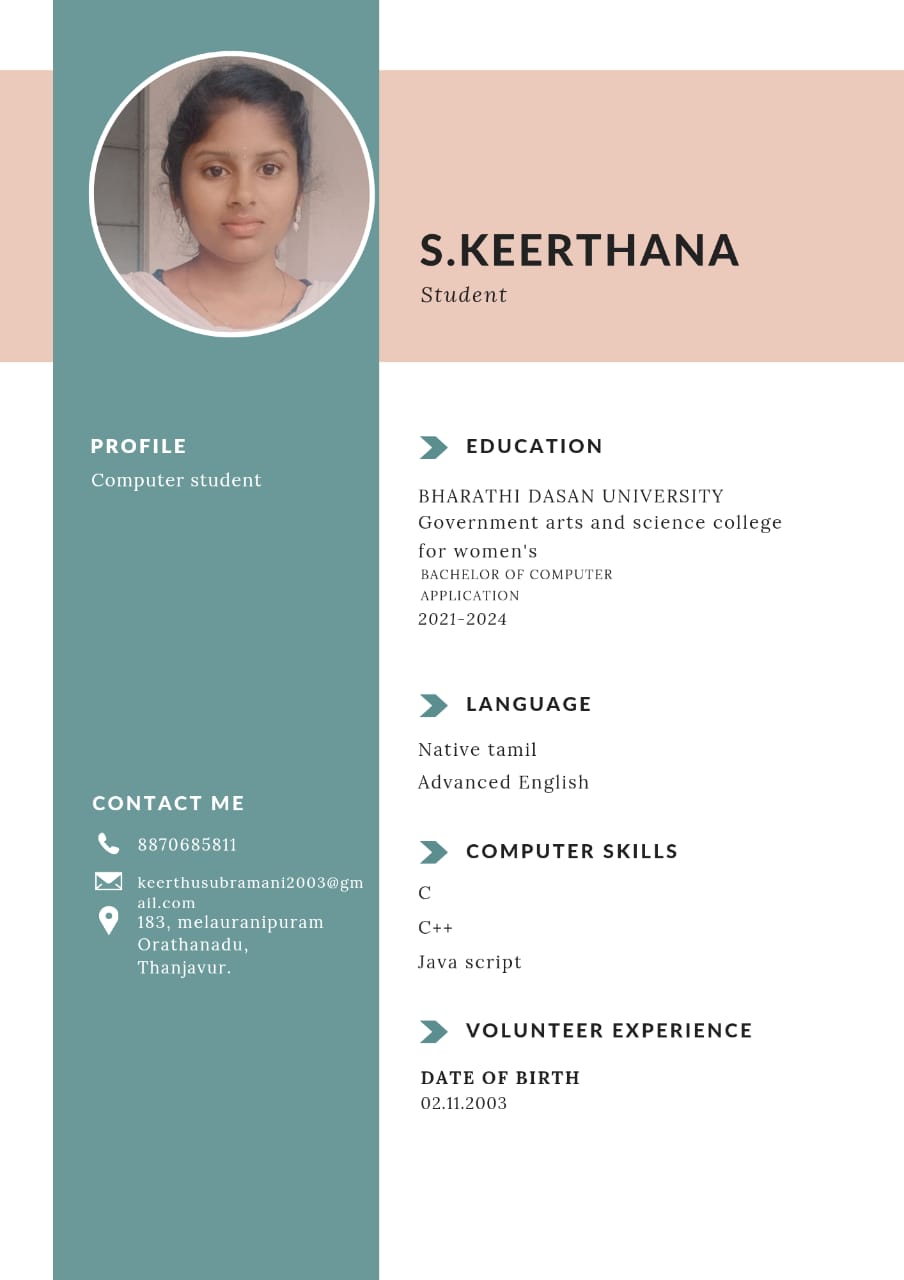 S.KEERTHANA
Student
PROFILE
Computer student
CONTACT ME
8870685811
keerthusubramani2003@gm
ail.com
183, melauranipuram
Orathanadu,
Thanjavur.
EDUCATION
BHARATHI DASAN UNIVERSITY
Government arts and science college
for women's
BACHELOR OF COMPUTER
APPLICATION
2021-2024
LANGUAGE
Native tamil
Advanced English
COMPUTER SKILLS
C
C++
Java script
VOLUNTEER EXPERIENCE
DATE OF BIRTH
02.11.2003